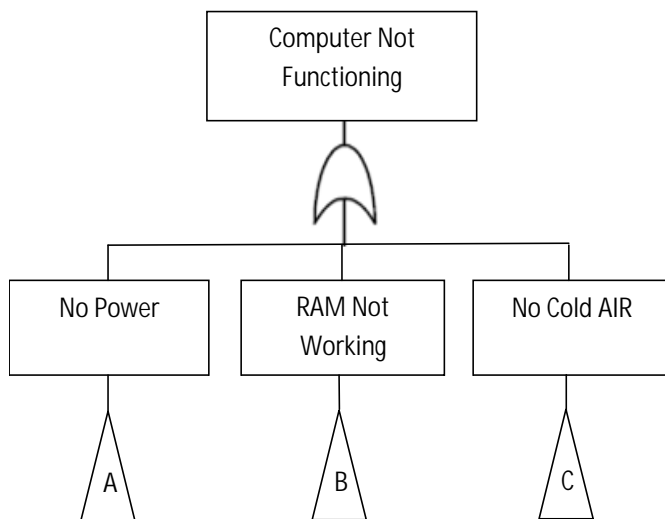 Computer Not
Functioning
No Power
RAM Not
Working
No Cold AIR
A
B
C